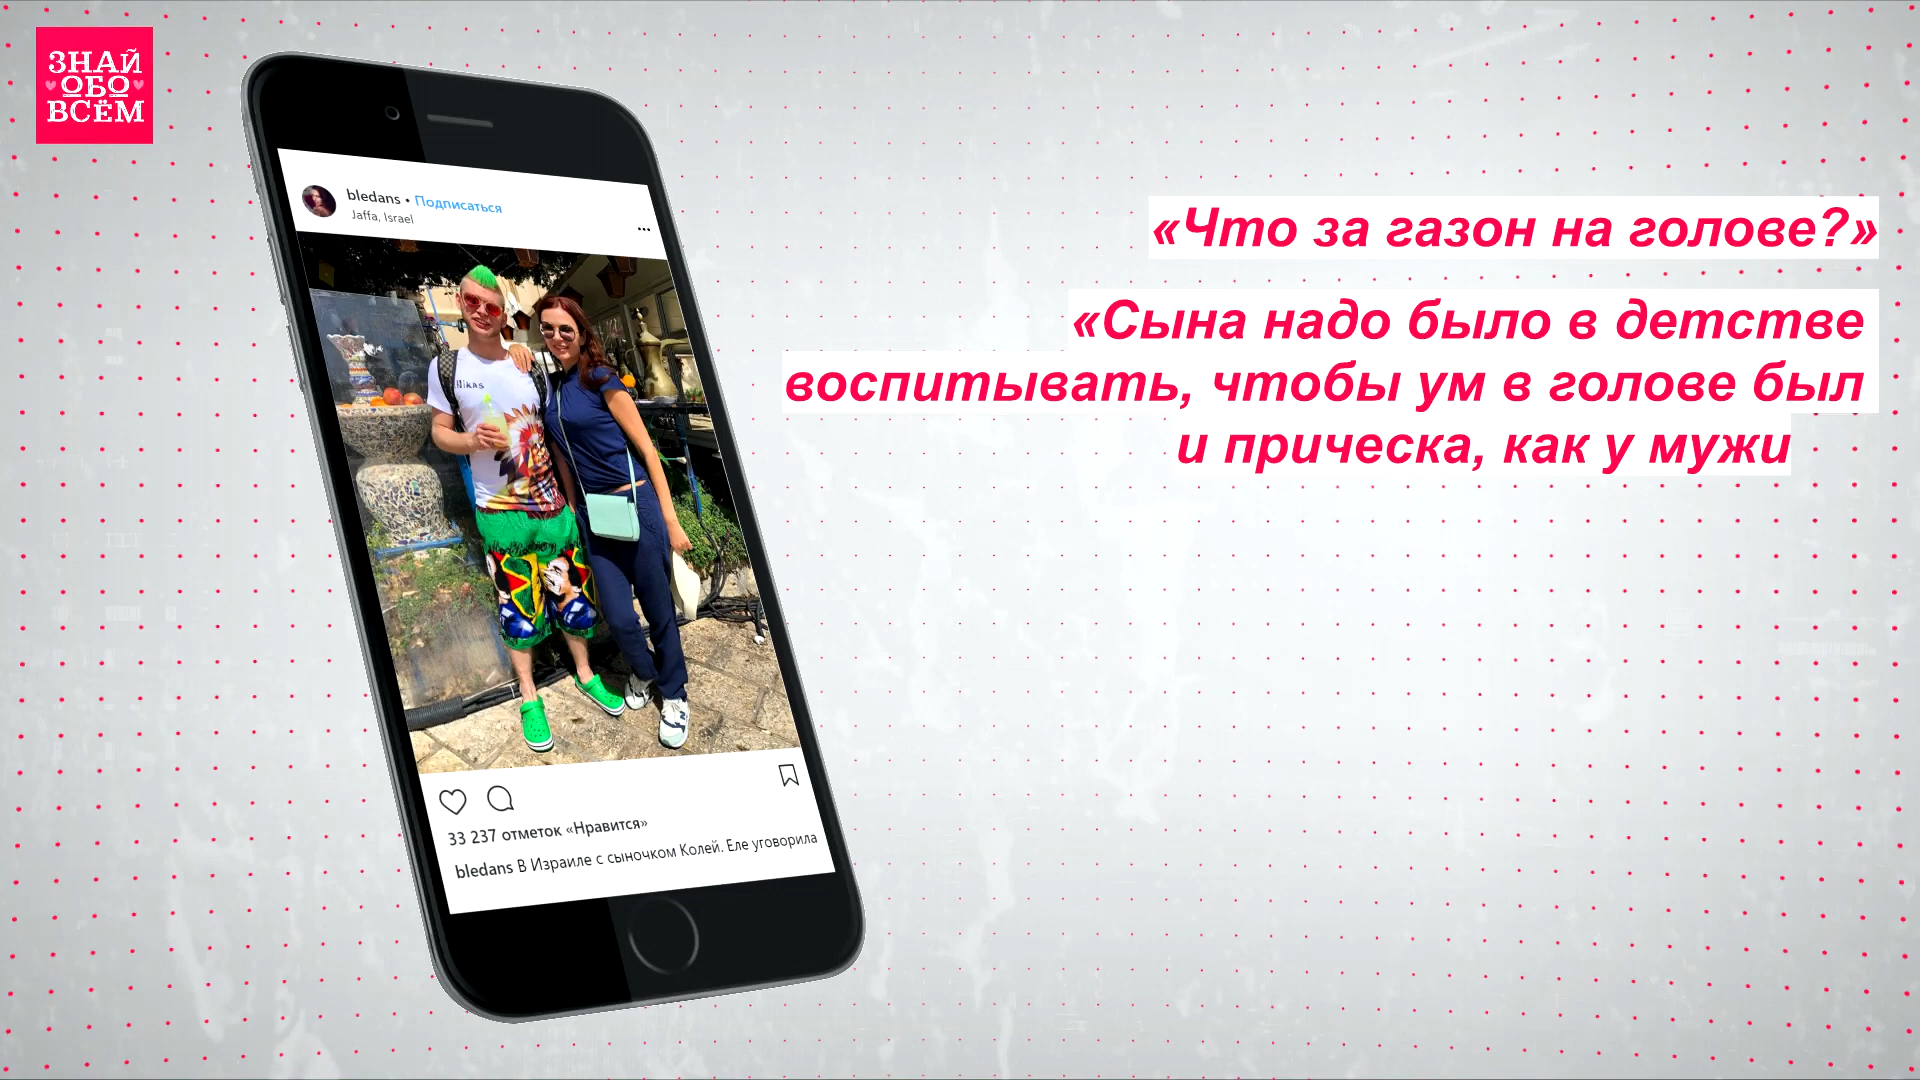 ЗНАЙ
ОБО
ВСЁМ
bledans • Подписаться
Jaffa, Israel
Nikas
33 237 отметок «Нравится»
bledans В Израиле с сыночком Колей. Еле уговорила
«Что за газон на голове?»
«Сына надо было в детстве
воспитывать, чтобы ум в голове был
и прическа, как у мужи